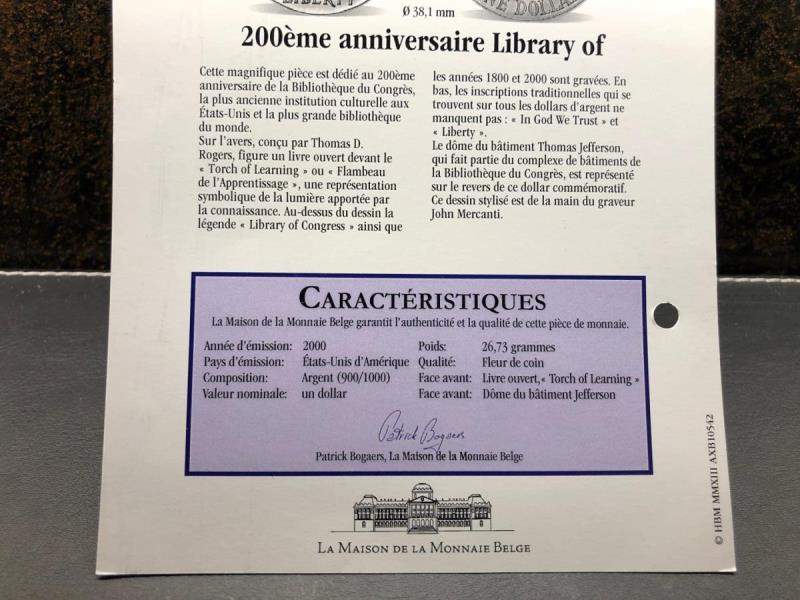 LIBERTY
ONE DOLLAR
Ø 38,1 mm
200ème anniversaire Library of
Cette magnifique pièce est dédié au 200ème
anniversaire de la Bibliothèque du Congrès,
la plus ancienne institution culturelle aux
États-Unis et la plus grande bibliothèque
du monde.
Sur l'avers, conçu par Thomas D.
Rogers, figure un livre ouvert devant le
« Torch of Learning » ou « Flambeau
de l'Apprentissage », une représentation
symbolique de la lumière apportée par
la connaissance. Au-dessus du dessin la
légende « Library of Congress » ainsi que
les années 1800 et 2000 sont gravées. En
bas, les inscriptions traditionnelles qui se
trouvent sur tous les dollars d'argent ne
manquent pas : « In God We Trust » et
« Liberty ».
Le dôme du bâtiment Thomas Jefferson,
qui fait partie du complexe de bâtiments de
la Bibliothèque du Congrès, est représenté
sur le revers de ce dollar commémoratif.
Ce dessin stylisé est de la main du graveur
John Mercanti.
CARACTÉRISTIQUES
La Maison de la Monnaie Belge garantit l'authenticité et la qualité de cette pièce de monnaie.
Année d'émission: 2000 Poids: 26,73 grammes
Pays d'émission: États-Unis d'Amérique Qualité: Fleur de coin
Composition: Argent (900/1000) Face avant: Livre ouvert,« Torch of Learning »
Valeur nominale: un dollar Face avant: Dôme du bâtiment Jefferson
Patrick Bogaers
Patrick Bogaers, La Maison de la Monnaie Belge
LA MAISON DE LA MONNAIE BELGE
© HBM MMXIII AXB10542